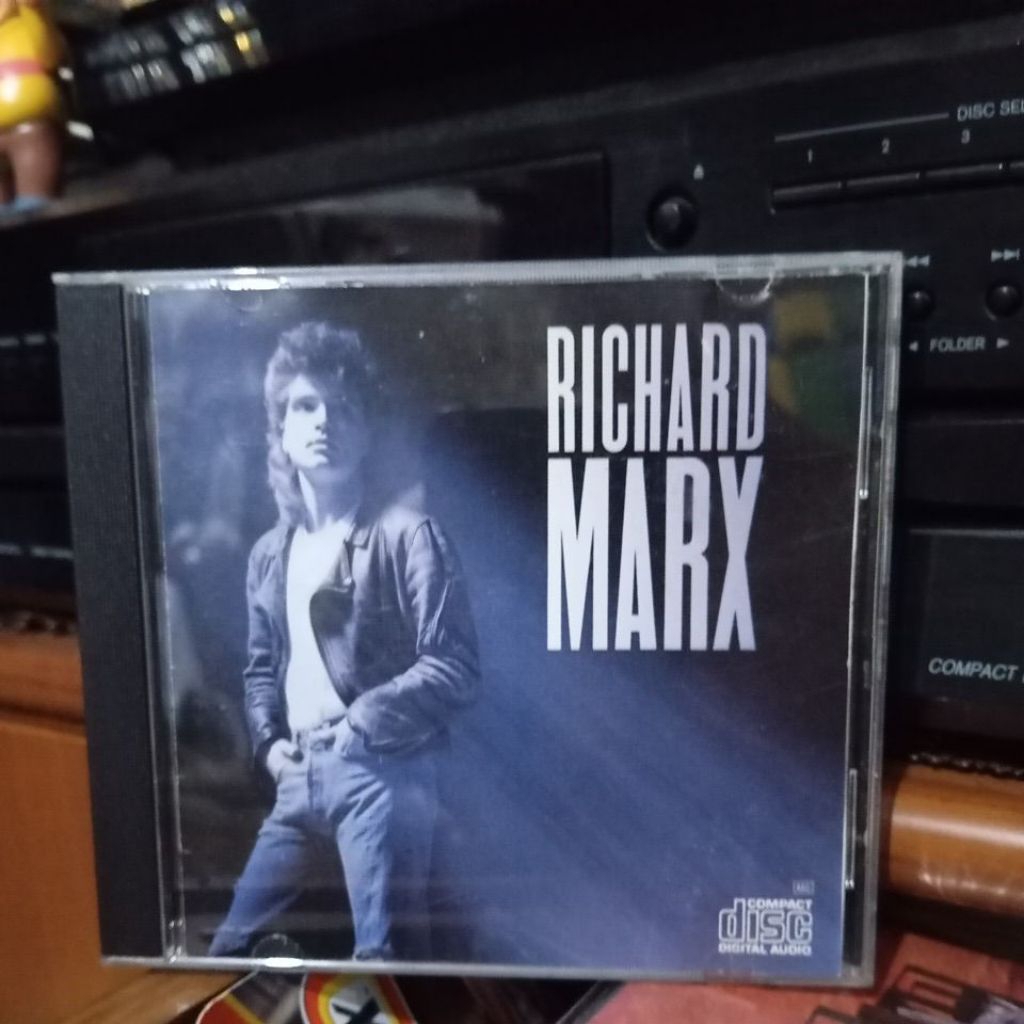 DISC SEL
1 2 3
FOLDER
RICHARD
MARX
COMPACT
COMPACT
disc
DIGITAL AUDIO